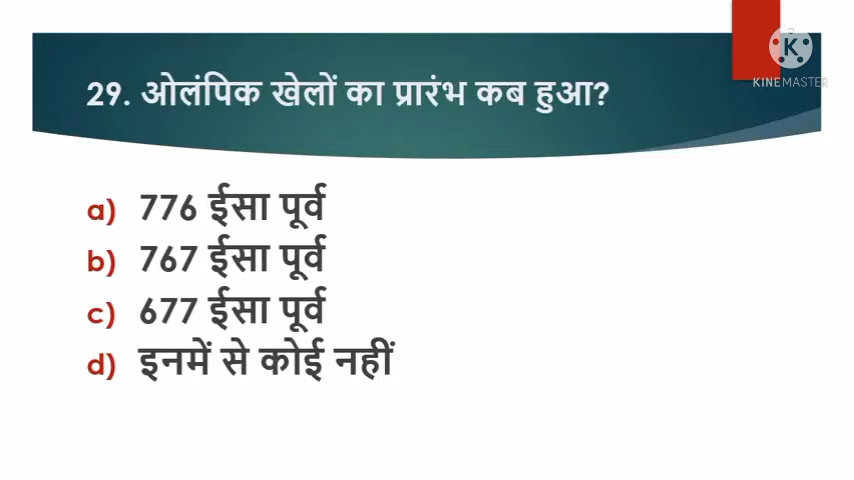 K
KINEMASTER
29. ओलंपिक खेलों का प्रारंभ कब हुआ?
a) 776 ईसा पूर्व
b) 767 ईसा पूर्व
c) 677 ईसा पूर्व
d) इनमें से कोई नहीं